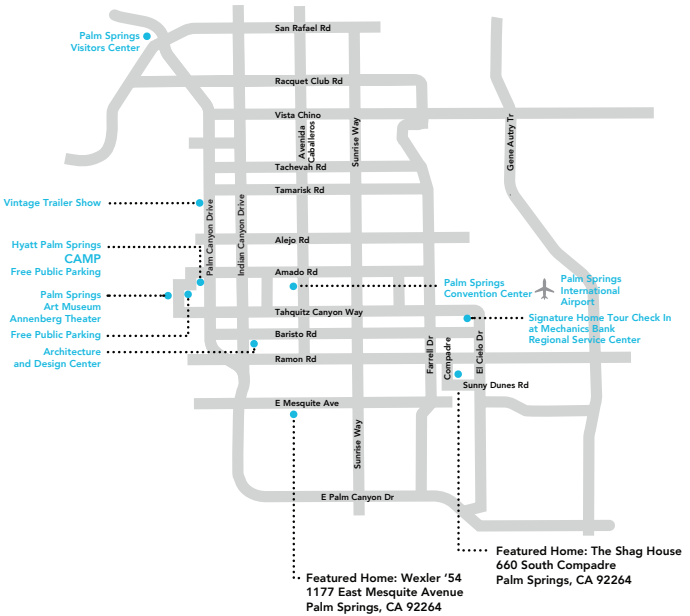 San Rafael Rd
Palm Springs
Visitors Center
Racquet Club Rd
Vista Chino
Avenida
Caballeros
Sunrise Way
Gene Autry Tr
Tachevah Rd
Tamarisk Rd
Vintage Trailer Show
Palm Canyon Drive
Indian Canyon Drive
Alejo Rd
Hyatt Palm Springs
CAMP
Free Public Parking
Amado Rd
Palm Springs
Convention Center
Palm Springs
International
Airport
Palm Springs
Art Museum
Annenberg Theater
Tahquitz Canyon Way
Signature Home Tour Check In
at Mechanics Bank
Regional Service Center
Free Public Parking
Baristo Rd
Architecture
and Design Center
Ramon Rd
Farrell Dr
Compadre
El Cielo Dr
Sunny Dunes Rd
E Mesquite Ave
Sunrise Way
E Palm Canyon Dr
Featured Home: The Shag House
660 South Compadre
Palm Springs, CA 92264
Featured Home: Wexler ‘54
1177 East Mesquite Avenue
Palm Springs, CA 92264